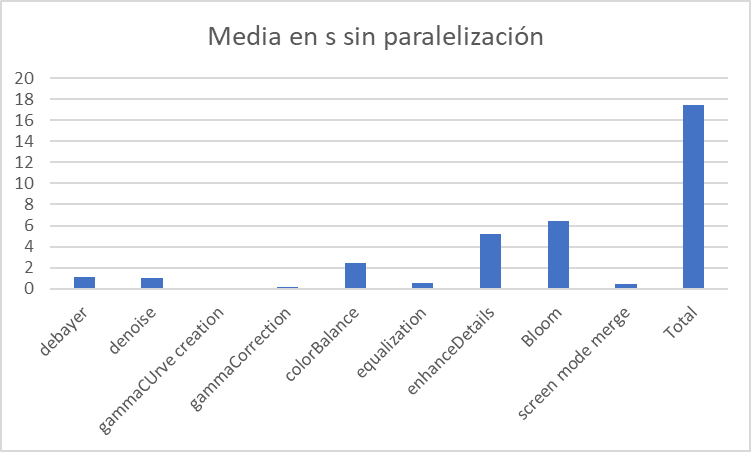 Media en s sin paralelización
20
18
16
14
12
10
8
6
4
2
0
debayer
denoise
gammaCUrve creation
gammaCorrection
colorBalance
equalization
enhanceDetails
Bloom
screen mode merge
Total